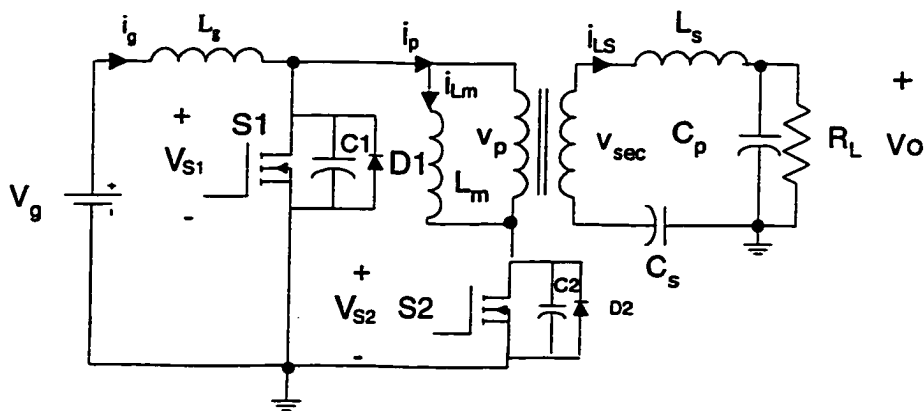 i_g L_g i_p i_LS L_s
i_Lm
+ S1 C1 v_p v_sec C_p R_L +
V_S1 D1 L_m Vo
V_g + - -
C_s
+ C2
V_S2 S2 D2
-